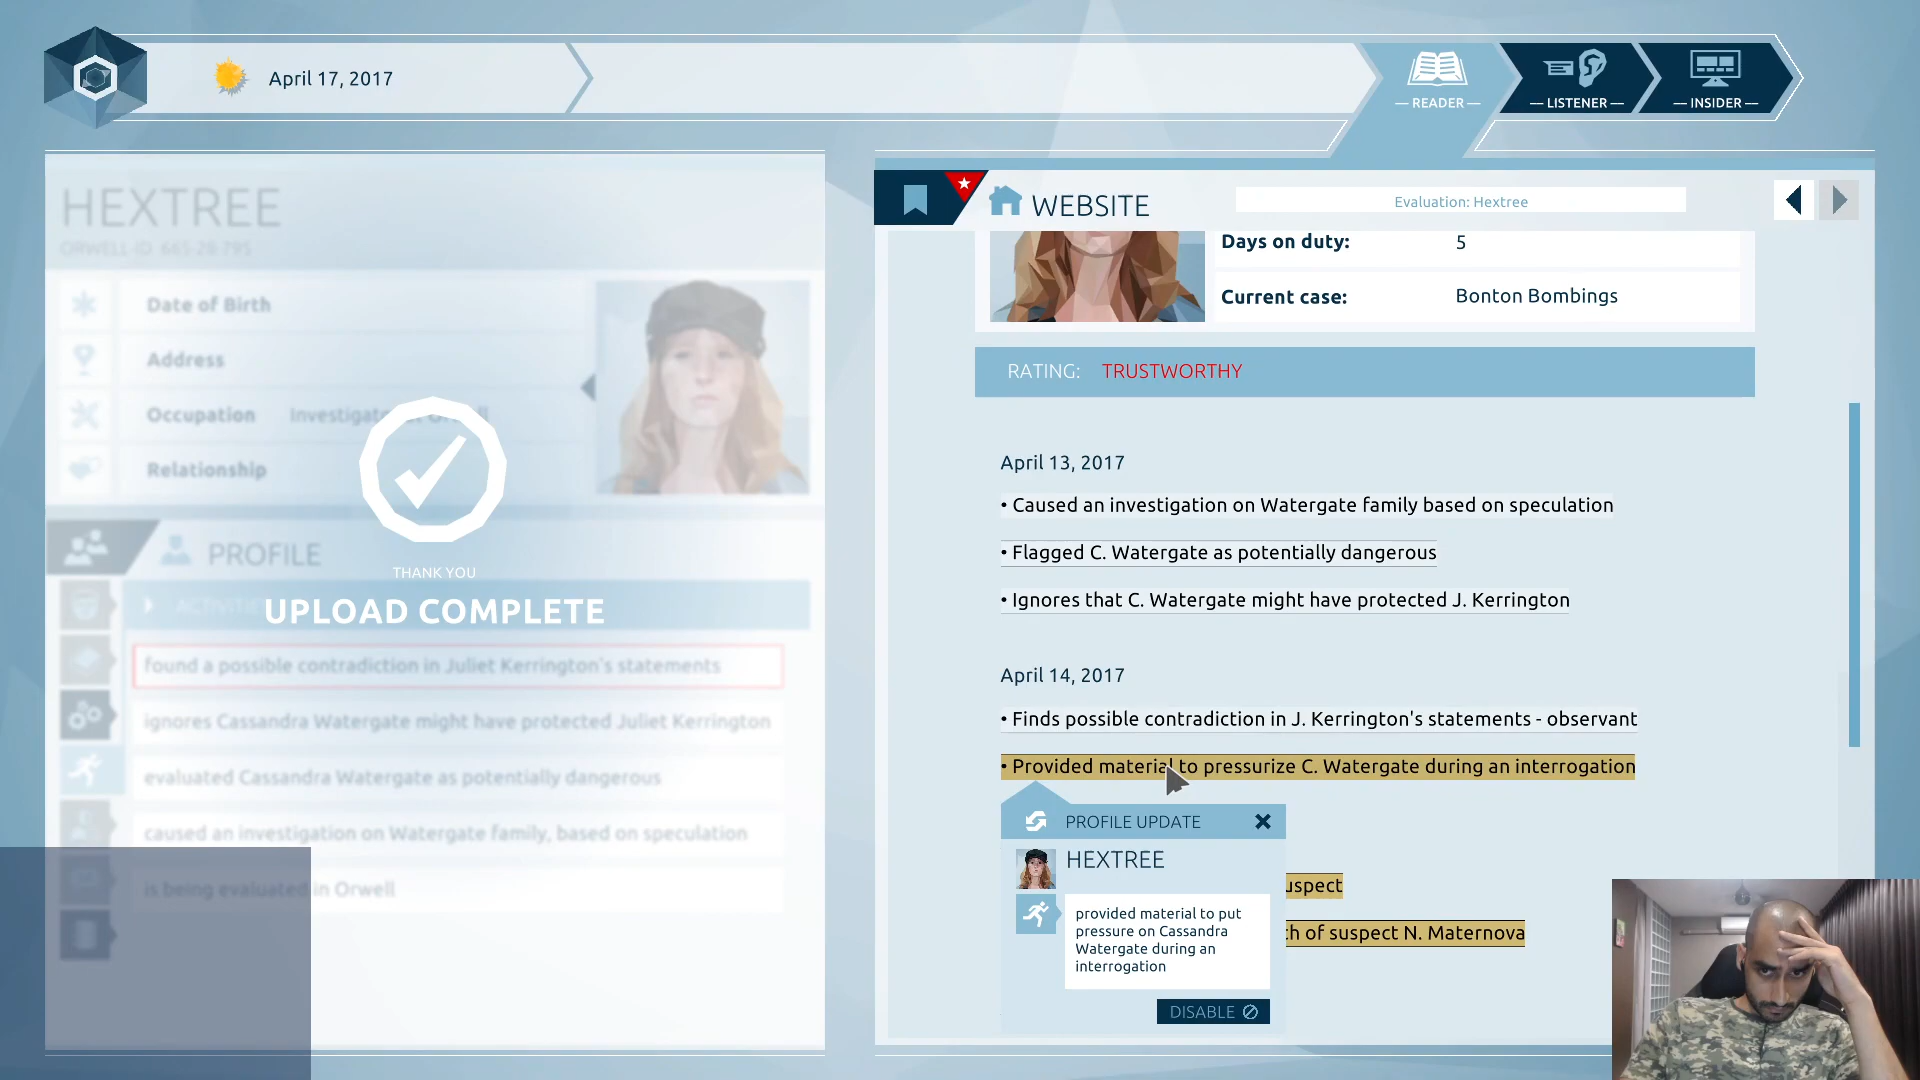 April 17, 2017
READER
LISTENER
INSIDER
HEXTREE
ORWELL-ID 665-28-795
Date of Birth
Address
Occupation
Relationship
PROFILE
THANK YOU
UPLOAD COMPLETE
found a possible contradiction in Juliet Kerrington's statements
ignores Cassandra Watergate might have protected Juliet Kerrington
evaluated Cassandra Watergate as potentially dangerous
caused an investigation on Watergate family, based on speculation
is being evaluated in Orwell
WEBSITE
Evaluation: Hextree
Days on duty: 5
Current case: Bonton Bombings
RATING: TRUSTWORTHY
April 13, 2017
• Caused an investigation on Watergate family based on speculation
• Flagged C. Watergate as potentially dangerous
• Ignores that C. Watergate might have protected J. Kerrington
April 14, 2017
• Finds possible contradiction in J. Kerrington's statements - observant
• Provided material to pressurize C. Watergate during an interrogation
PROFILE UPDATE
HEXTREE
provided material to put
pressure on Cassandra
Watergate during an
interrogation
DISABLE
of suspect N. Maternova